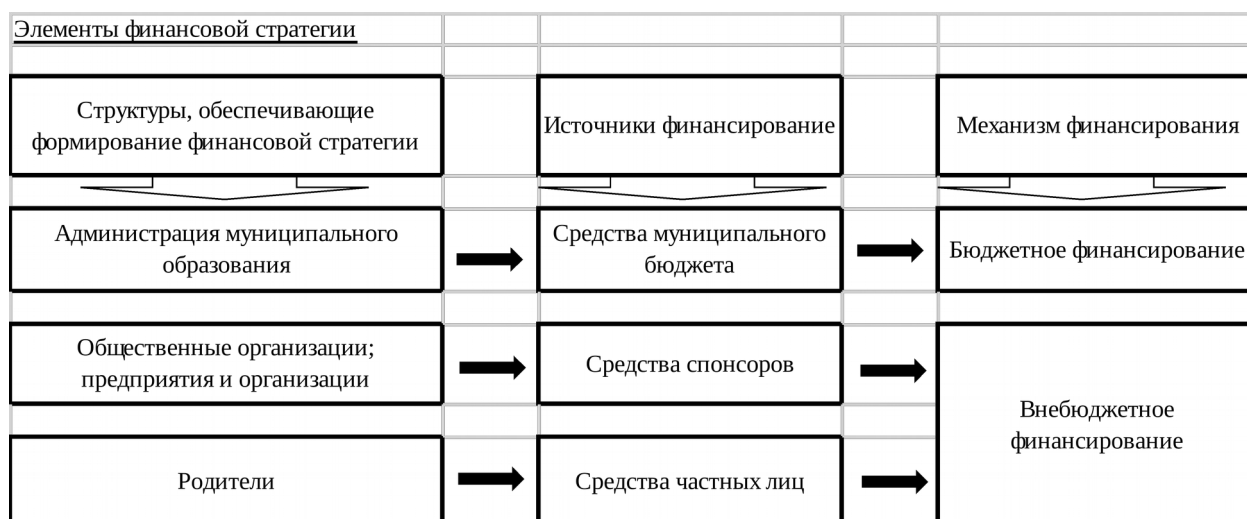 Элементы финансовой стратегии
Структуры, обеспечивающие
формирование финансовой стратегии
Источники финансирование
Механизм финансирования
Администрация муниципального
образования
Средства муниципального
бюджета
Бюджетное финансирование
Общественные организации;
предприятия и организации
Средства спонсоров
Внебюджетное
финансирование
Родители
Средства частных лиц